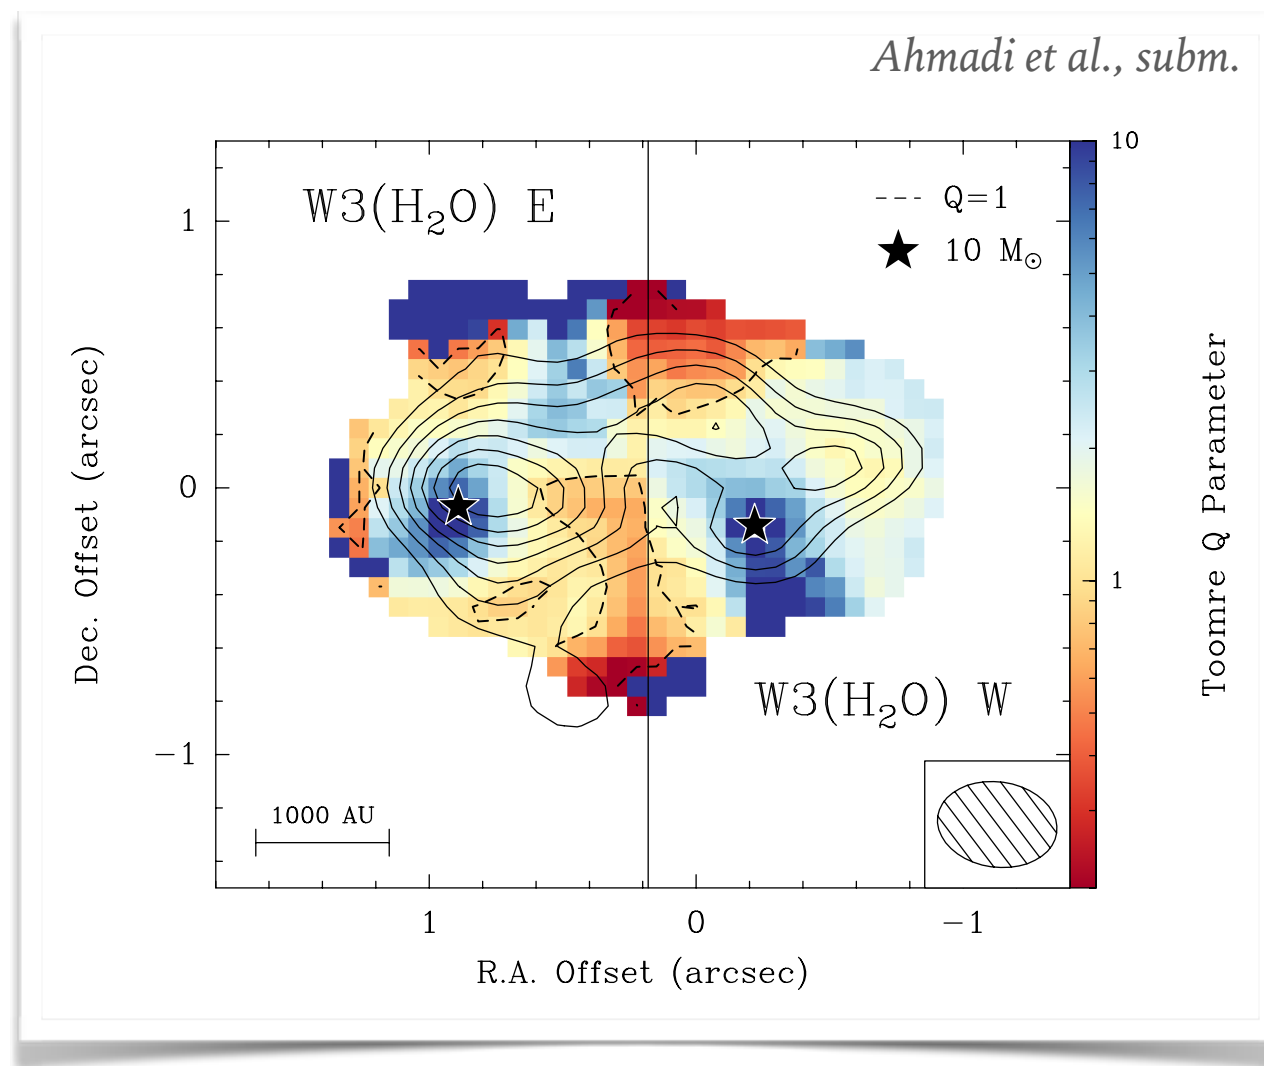 Ahmadi et al., subm.
W3(H₂O) E
Q=1
10 M☉
10
1
Toomre Q Parameter
1
0
−1
Dec. Offset (arcsec)
W3(H₂O) W
1000 AU
1
0
−1
R.A. Offset (arcsec)